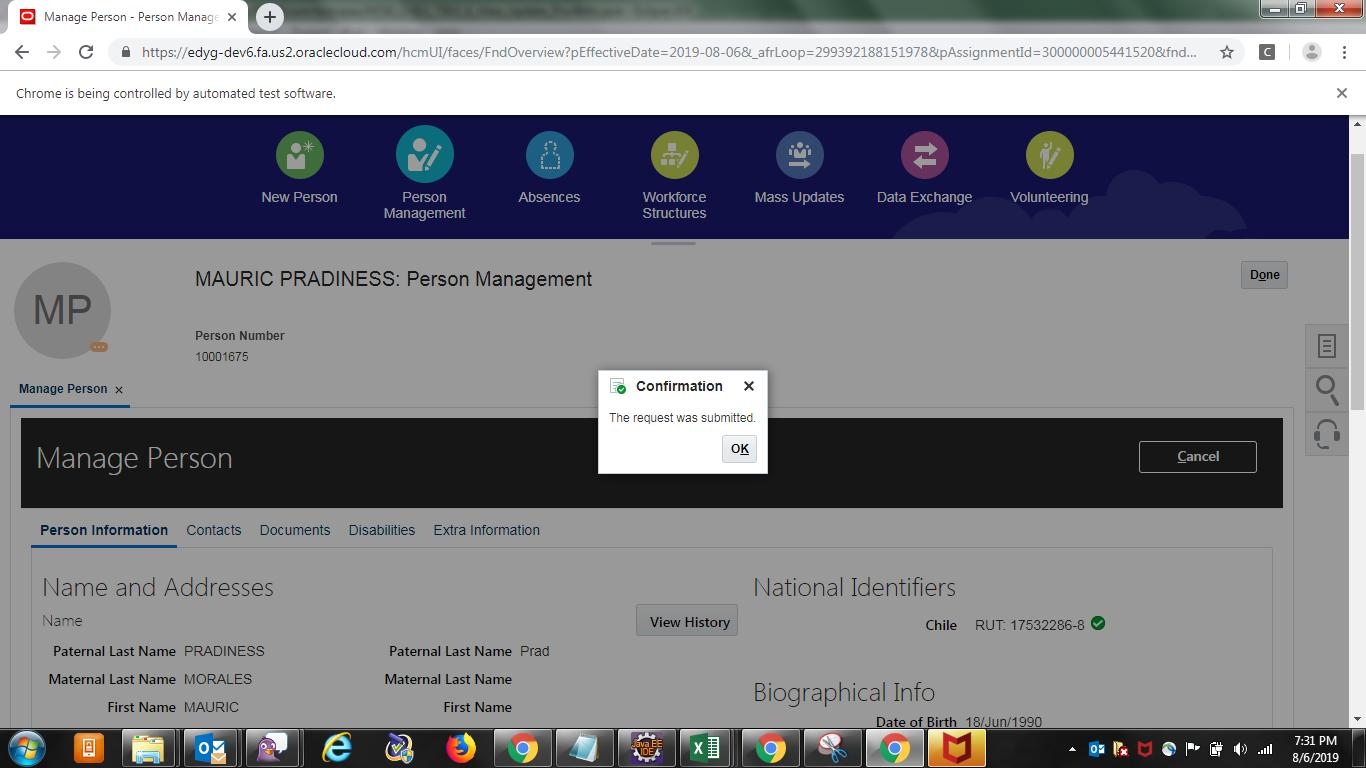 Manage Person - Person Manage
https://edyg-dev6.fa.us2.oraclecloud.com/hcmUI/faces/FndOverview?pEffectiveDate=2019-08-06&_afrLoop=299392188151978&pAssignmentId=300000005441520&fnd...
C
Chrome is being controlled by automated test software.
New Person
Person Management
Absences
Workforce Structures
Mass Updates
Data Exchange
Volunteering
MP
MAURIC PRADINESS: Person Management
Done
Person Number
10001675
Manage Person
Confirmation
The request was submitted.
OK
Manage Person
Cancel
Person Information Contacts Documents Disabilities Extra Information
Name and Addresses
National Identifiers
Name
View History
Chile RUT: 17532286-8
Paternal Last Name PRADINESS Paternal Last Name Prad
Maternal Last Name MORALES Maternal Last Name
Biographical Info
First Name MAURIC First Name
Date of Birth 18/Jun/1990
Java EE
IDE
7:31 PM
8/6/2019